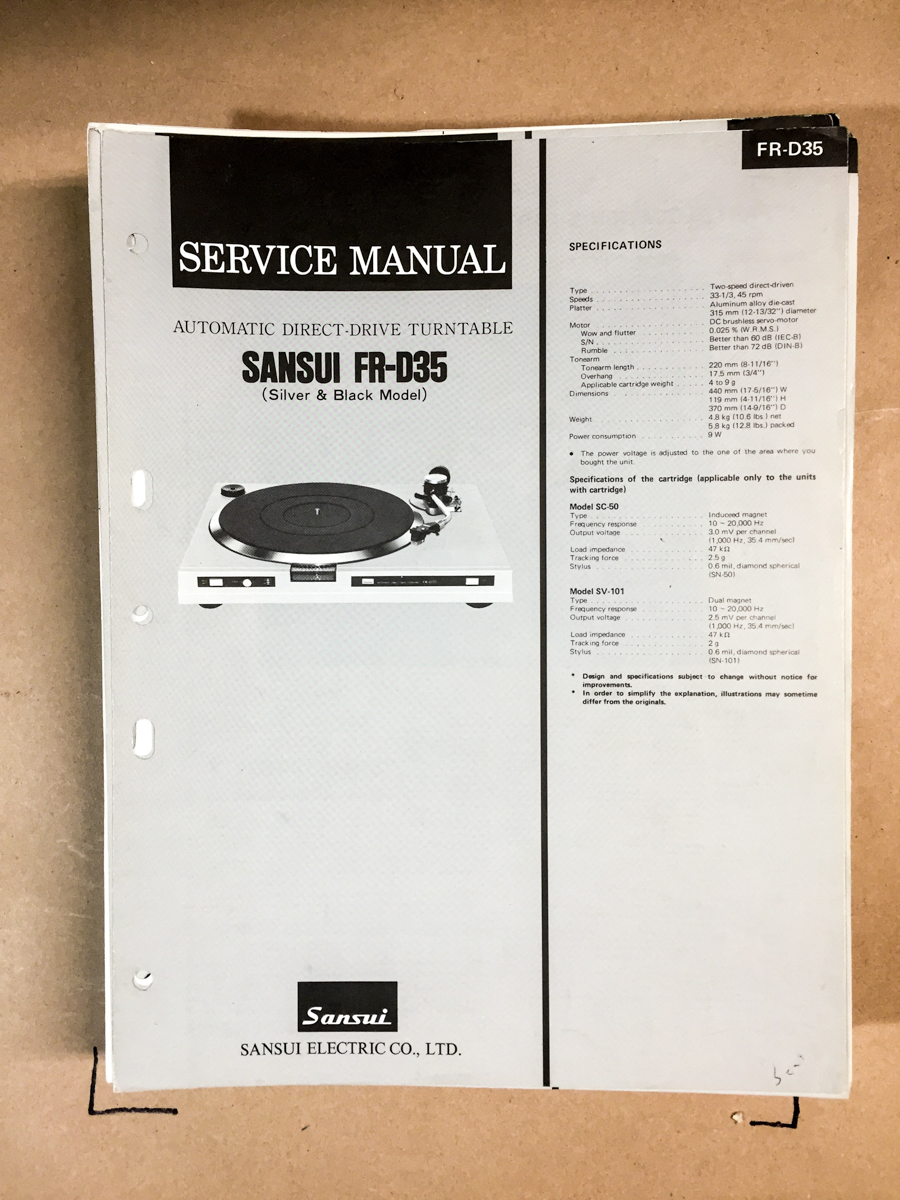 FR-D35
SERVICE MANUAL
AUTOMATIC DIRECT-DRIVE TURNTABLE
SANSUI FR-D35
(Silver & Black Model)
Sansui
SANSUI ELECTRIC CO., LTD.
SPECIFICATIONS
Type . . . . . . . . . . . . . . . . . Two-speed direct-driven
Speeds . . . . . . . . . . . . . . . . 33-1/3, 45 rpm
Platter . . . . . . . . . . . . . . . . Aluminum alloy die-cast
315 mm (12-13/32") diameter
Motor . . . . . . . . . . . . . . . . . DC brushless servo-motor
Wow and flutter . . . . . . . . . . 0.025 % (W.R.M.S.)
S/N . . . . . . . . . . . . . . . . . Better than 60 dB (IEC-B)
Rumble . . . . . . . . . . . . . . . Better than 72 dB (DIN-B)
Tonearm
Tonearm length . . . . . . . . . . 220 mm (8-11/16")
Overhang . . . . . . . . . . . . . 17.5 mm (3/4")
Applicable cartridge weight . . . . 4 to 9 g
Dimensions . . . . . . . . . . . . . 440 mm (17-5/16") W
119 mm (4-11/16") H
370 mm (14-9/16") D
Weight . . . . . . . . . . . . . . . . 4.8 kg (10.6 lbs.) net
5.8 kg (12.8 lbs.) packed
Power consumption . . . . . . . . . 9 W
• The power voltage is adjusted to the one of the area where you
bought the unit.
Specifications of the cartridge (applicable only to the units
with cartridge)
Model SC-50
Type . . . . . . . . . . . . . . . . . Induceed magnet
Frequency response . . . . . . . . . 10 ~ 20,000 Hz
Output voltage . . . . . . . . . . . . 3.0 mV per channel
(1,000 Hz, 35.4 mm/sec)
Load impedance . . . . . . . . . . . 47 kΩ
Tracking force . . . . . . . . . . . . 2.5 g
Stylus . . . . . . . . . . . . . . . . 0.6 mil, diamond spherical
(SN-50)
Model SV-101
Type . . . . . . . . . . . . . . . . . Dual magnet
Frequency response . . . . . . . . . 10 ~ 20,000 Hz
Output voltage . . . . . . . . . . . . 2.5 mV per channel
(1,000 Hz, 35.4 mm/sec)
Load impedance . . . . . . . . . . . 47 kΩ
Tracking force . . . . . . . . . . . . 2 g
Stylus . . . . . . . . . . . . . . . . 0.6 mil, diamond spherical
(SN-101)
* Design and specifications subject to change without notice for
improvements.
* In order to simplify the explanation, illustrations may sometime
differ from the originals.